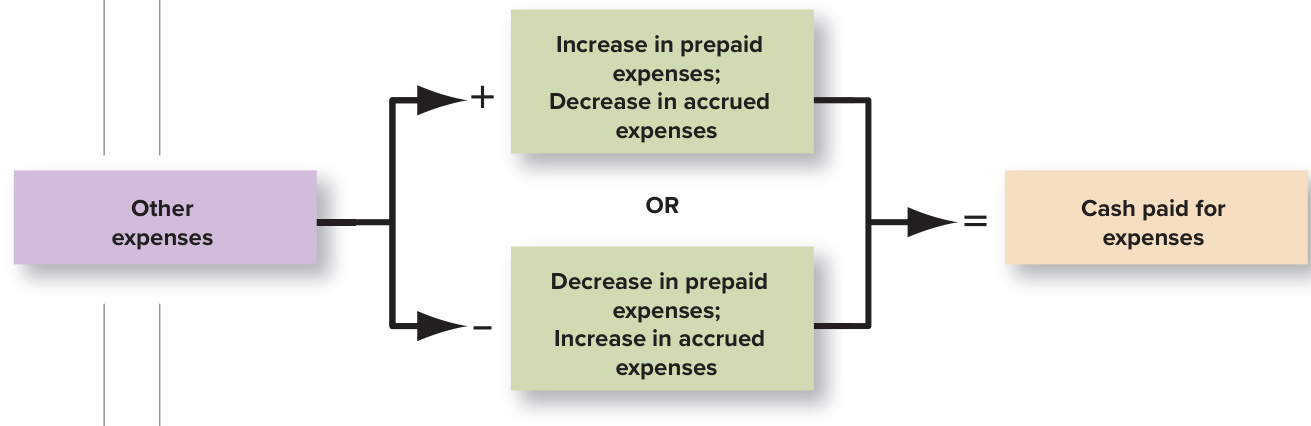 Other
expenses
+
Increase in prepaid
expenses;
Decrease in accrued
expenses
OR
–
Decrease in prepaid
expenses;
Increase in accrued
expenses
=
Cash paid for
expenses